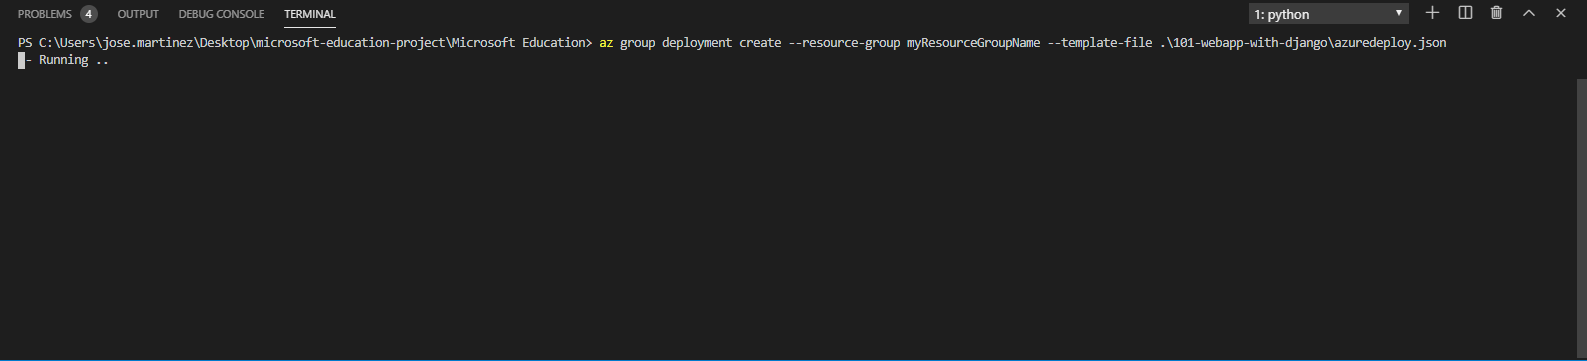 PROBLEMS 4 OUTPUT DEBUG CONSOLE TERMINAL 1: python
PS C:\Users\jose.martinez\Desktop\microsoft-education-project\Microsoft Education> az group deployment create --resource-group myResourceGroupName --template-file .\101-webapp-with-django\azuredeploy.json
- Running ..